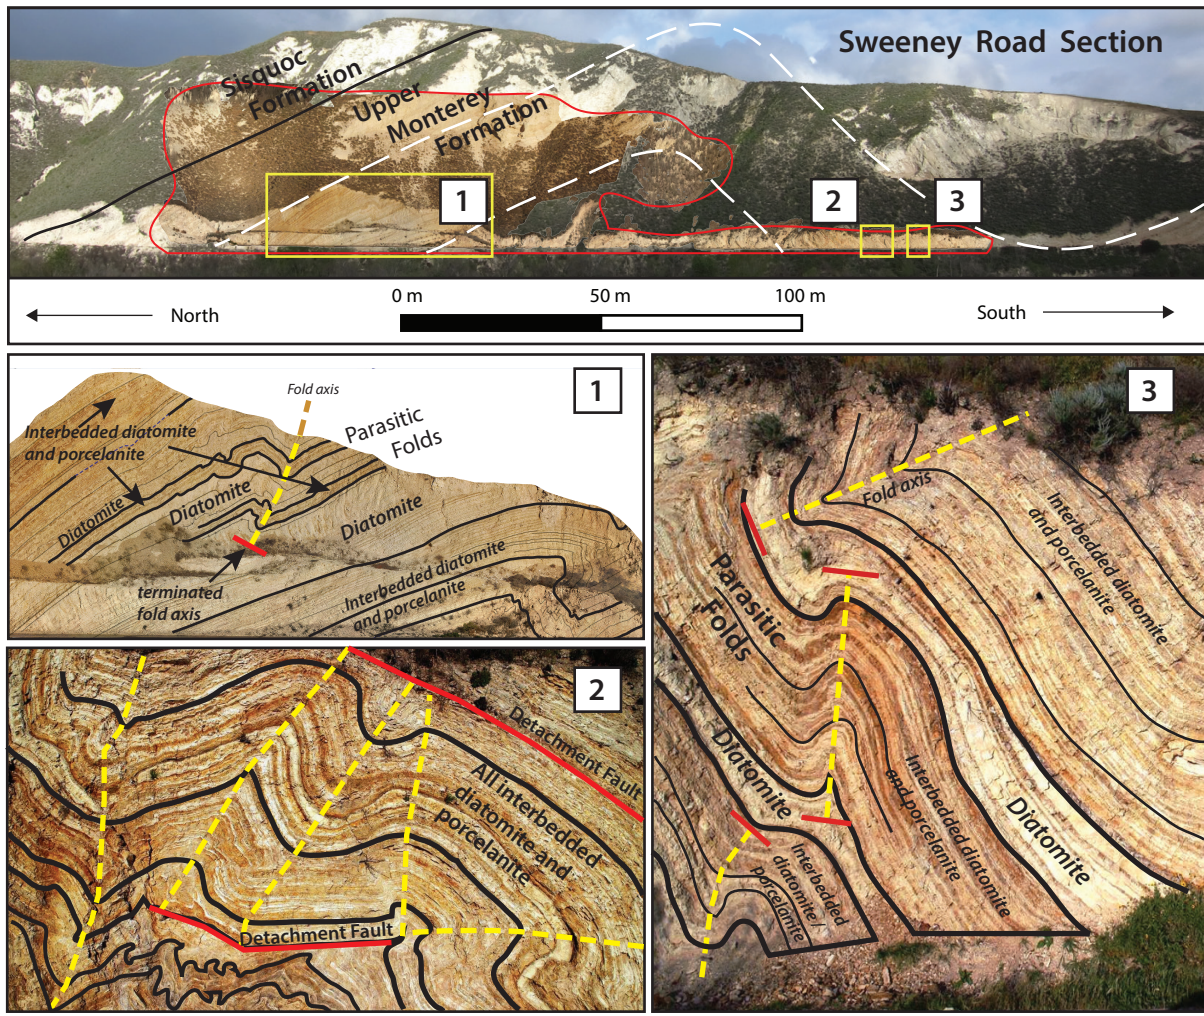 Sweeney Road Section
Sisquoc
Formation
Upper
Monterey
Formation
1
2
3
0 m
50 m
100 m
North
South
1
Fold axis
Parasitic
Folds
Interbedded diatomite
and porcelanite
Diatomite
Diatomite
Diatomite
terminated
fold axis
Interbedded diatomite
and porcelanite
2
Detachment Fault
All interbedded
diatomite and
porcelannte
Detachment Fault
3
Fold axis
Interbedded diatomite
and porcelanite
Parasitic
Folds
Diatomite
Interbedded diatomite
and porcelanite
Diatomite
Interbedded
diatomite/
porcelanite